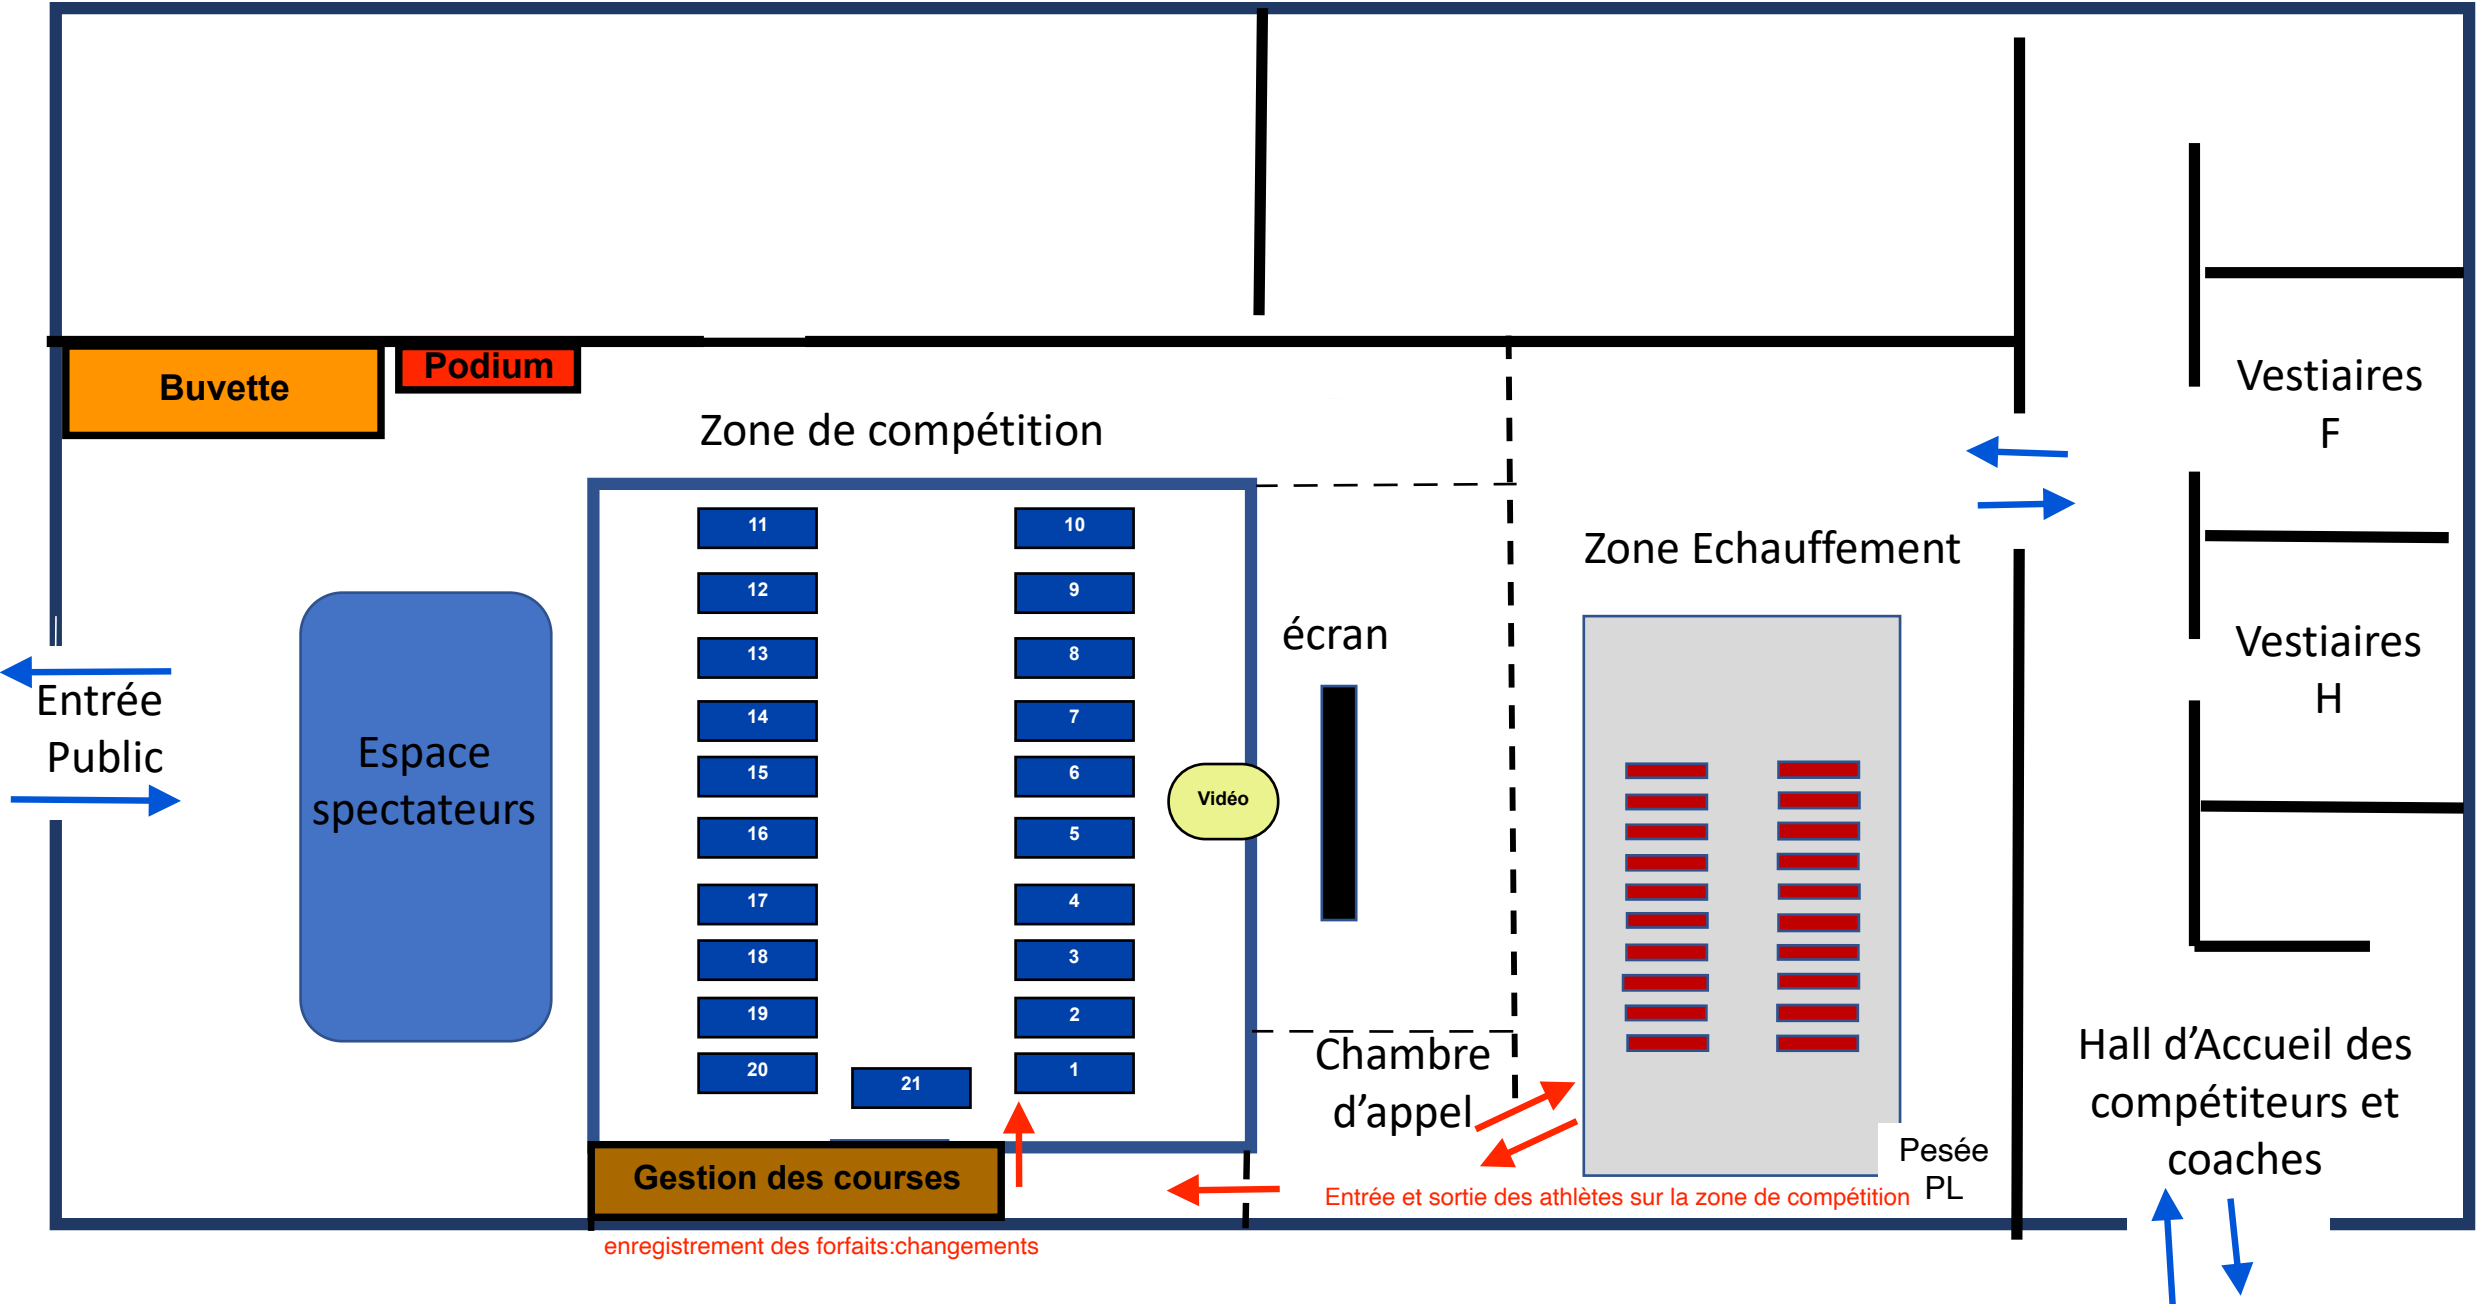 Buvette
Podium
Zone de compétition
Vestiaires
F
11
10
12
9
13
8
14
7
15
6
16
5
17
4
18
3
19
2
20
1
21
Zone Echauffement
écran
Vestiaires
H
Entrée
Public
Espace
spectateurs
Vidéo
Chambre
d'appel
Hall d’Accueil des
compétiteurs et
coaches
Pesée
PL
Gestion des courses
Entrée et sortie des athlètes sur la zone de compétition
enregistrement des forfaits:changements